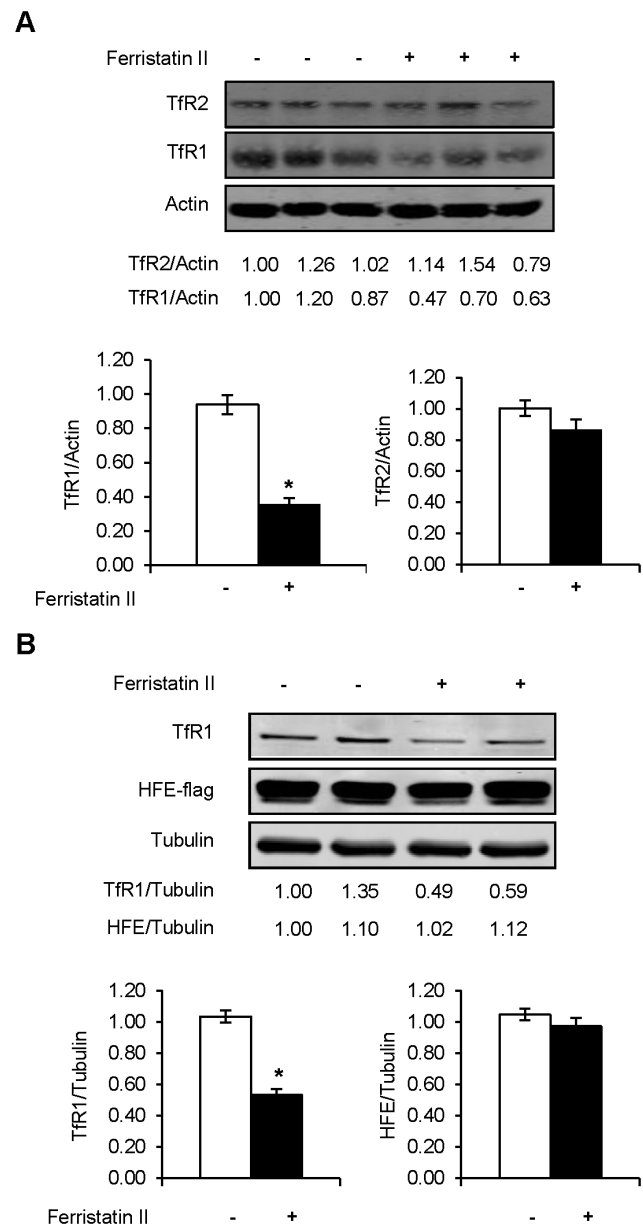 A
Ferristatin II - - - + + +
TfR2
TfR1
Actin
TfR2/Actin 1.00 1.26 1.02 1.14 1.54 0.79
TfR1/Actin 1.00 1.20 0.87 0.47 0.70 0.63
TfR1/Actin
1.20
1.00
0.80
0.60
0.40
0.20
0.00
*
- +
TfR2/Actin
1.20
1.00
0.80
0.60
0.40
0.20
0.00
- +
Ferristatin II
B
Ferristatin II - - + +
TfR1
HFE-flag
Tubulin
TfR1/Tubulin 1.00 1.35 0.49 0.59
HFE/Tubulin 1.00 1.10 1.02 1.12
TfR1/Tubulin
1.20
1.00
0.80
0.60
0.40
0.20
0.00
*
HFE/Tubulin
1.20
1.00
0.80
0.60
0.40
0.20
0.00
Ferristatin II - + - +